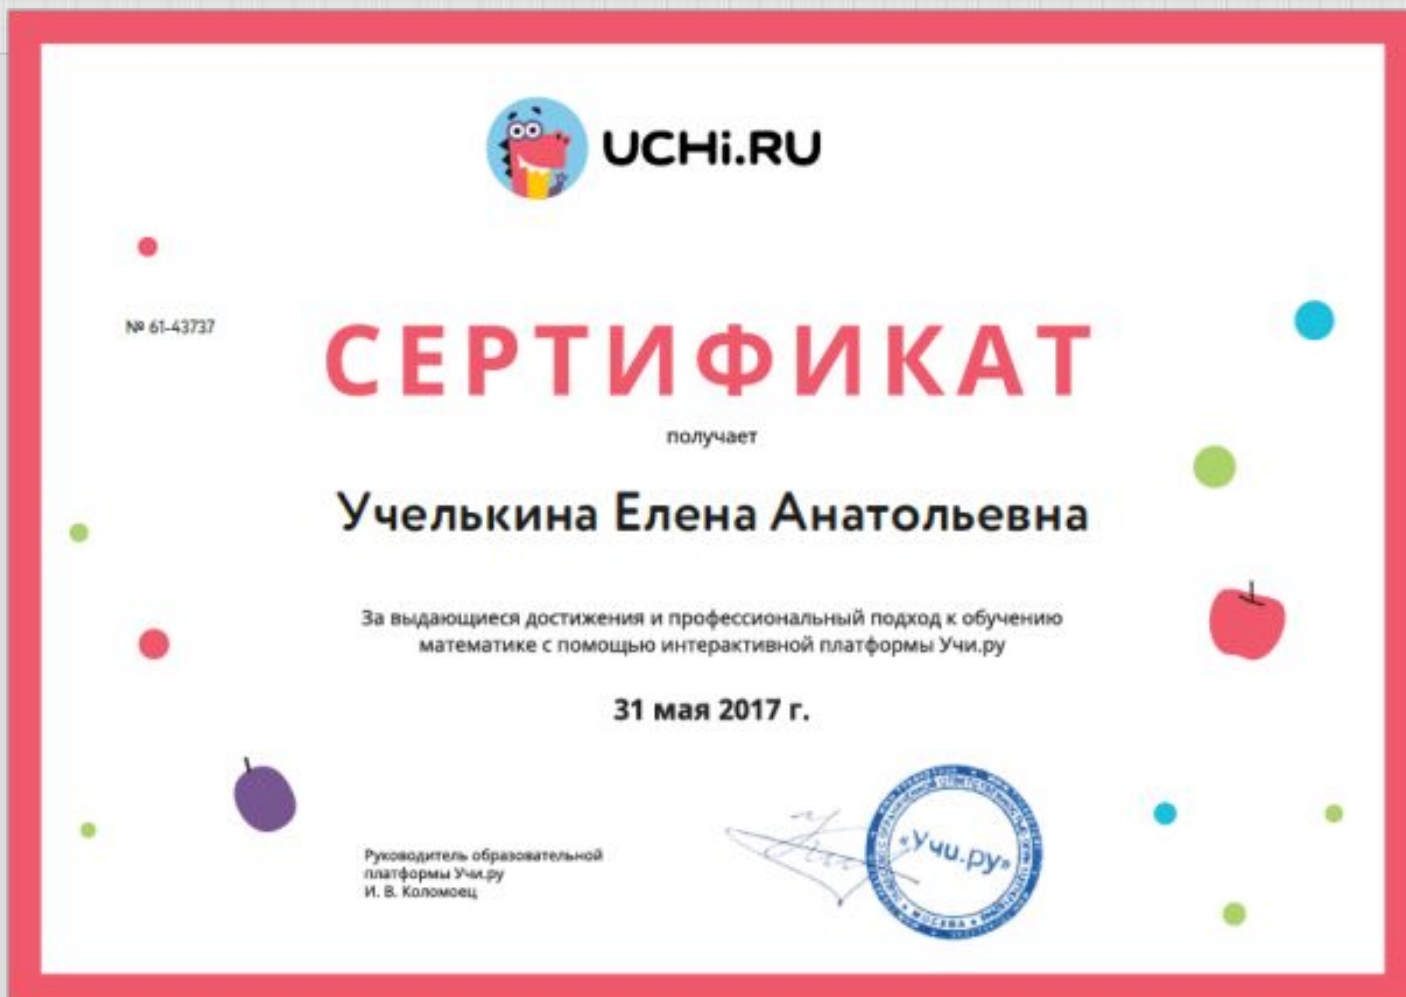 UCHi.RU
№ 61-43737
СЕРТИФИКАТ
получает
Учелькина Елена Анатольевна
За выдающиеся достижения и профессиональный подход к обучению
математике с помощью интерактивной платформы Учи.ру
31 мая 2017 г.
Руководитель образовательной
платформы Учи.ру
И. В. Коломоец
«Учи.ру»
МОСКВА